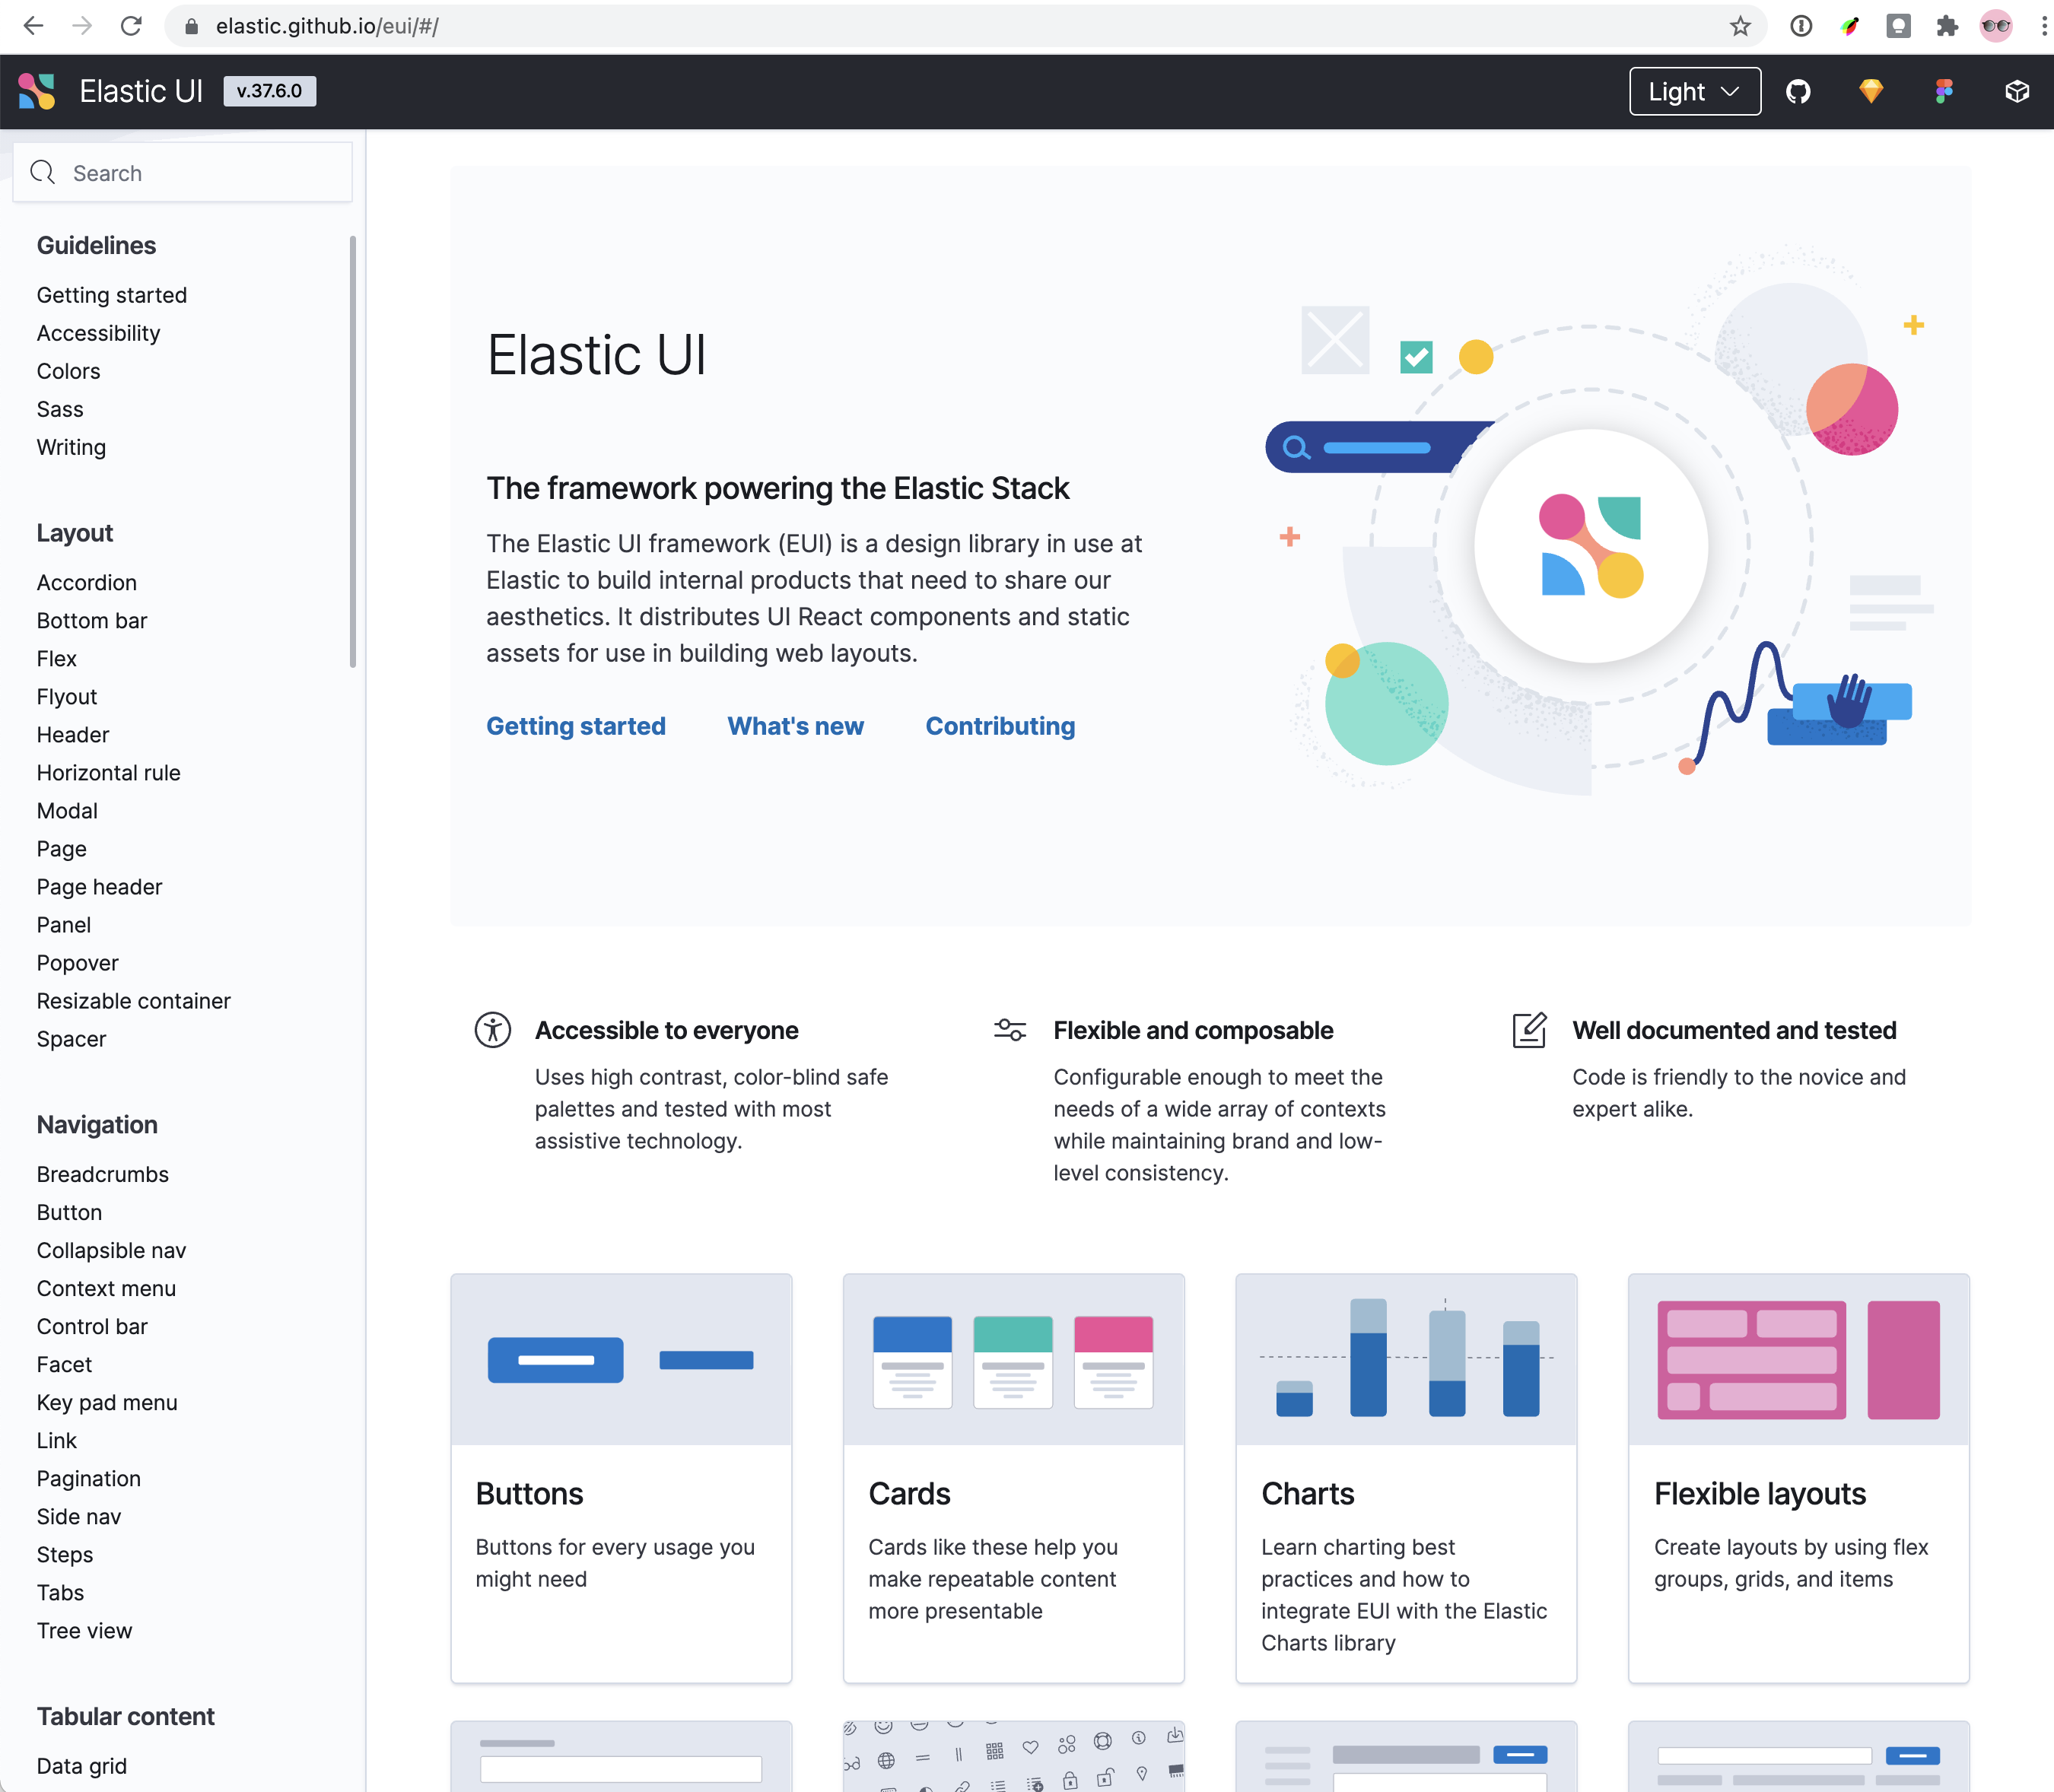 elastic.github.io/eui/#/
Elastic UI
v.37.6.0
Light
Search
Guidelines
Getting started
Accessibility
Colors
Sass
Writing
Layout
Accordion
Bottom bar
Flex
Flyout
Header
Horizontal rule
Modal
Page
Page header
Panel
Popover
Resizable container
Spacer
Navigation
Breadcrumbs
Button
Collapsible nav
Context menu
Control bar
Facet
Key pad menu
Link
Pagination
Side nav
Steps
Tabs
Tree view
Tabular content
Data grid
Elastic UI
The framework powering the Elastic Stack
The Elastic UI framework (EUI) is a design library in use at
Elastic to build internal products that need to share our
aesthetics. It distributes UI React components and static
assets for use in building web layouts.
Getting started
What's new
Contributing
Accessible to everyone
Uses high contrast, color-blind safe
palettes and tested with most
assistive technology.
Flexible and composable
Configurable enough to meet the
needs of a wide array of contexts
while maintaining brand and low-
level consistency.
Well documented and tested
Code is friendly to the novice and
expert alike.
Buttons
Buttons for every usage you
might need
Cards
Cards like these help you
make repeatable content
more presentable
Charts
Learn charting best
practices and how to
integrate EUI with the Elastic
Charts library
Flexible layouts
Create layouts by using flex
groups, grids, and items